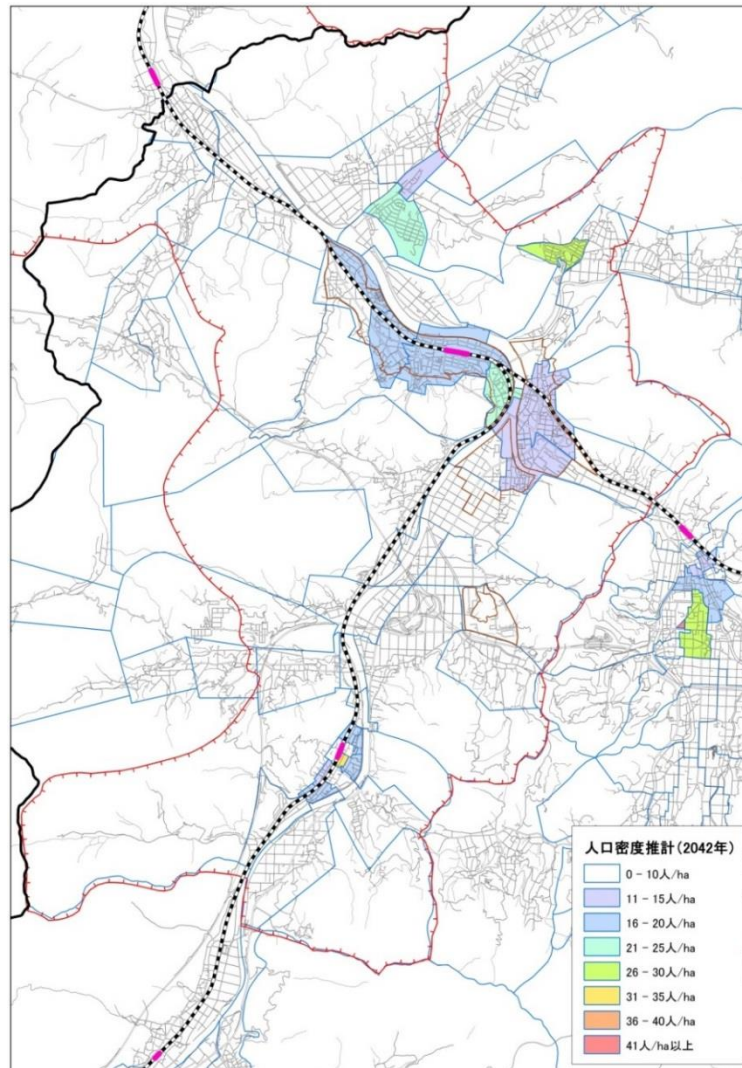 人口密度推計(2042年)
0 - 10人/ha
11 - 15人/ha
16 - 20人/ha
21 - 25人/ha
26 - 30人/ha
31 - 35人/ha
36 - 40人/ha
41人/ha以上